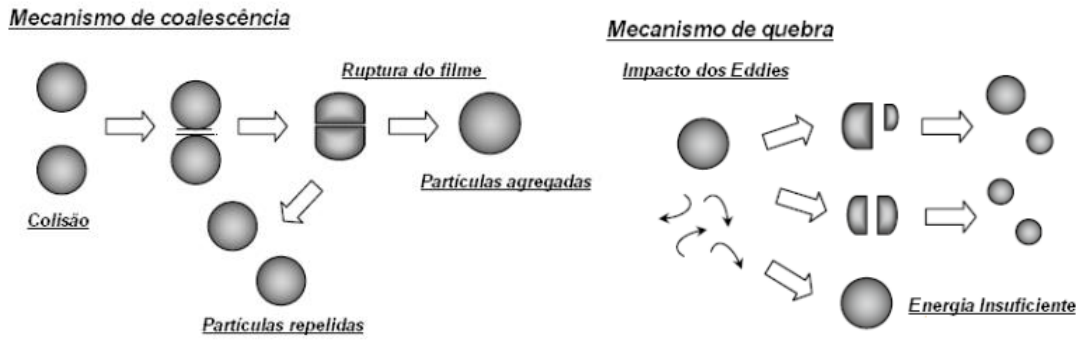 Mecanismo de coalescência
Ruptura do filme
Colisão
Partículas agregadas
Partículas repelidas
Mecanismo de quebra
Impacto dos Eddies
Energia Insuficiente